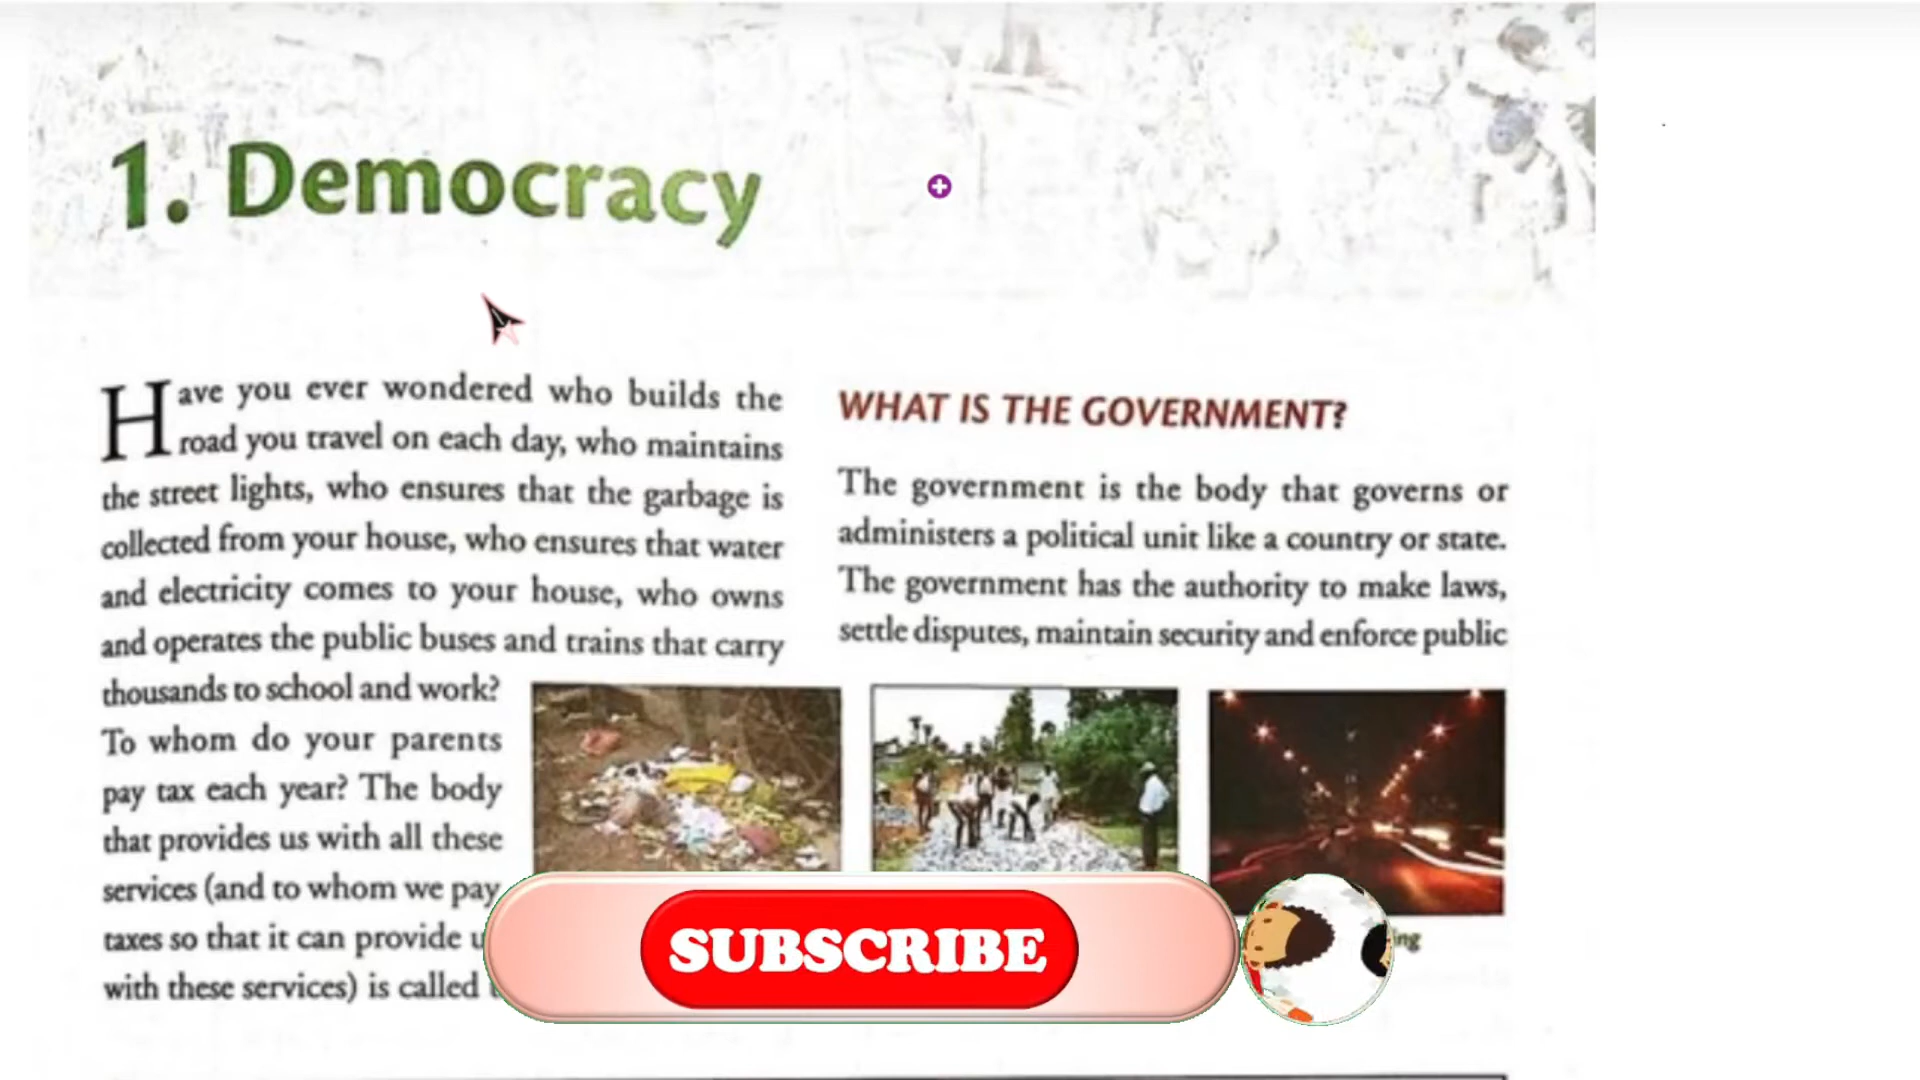 1. Democracy
Have you ever wondered who builds the
road you travel on each day, who maintains
the street lights, who ensures that the garbage is
collected from your house, who ensures that water
and electricity comes to your house, who owns
and operates the public buses and trains that carry
thousands to school and work?
To whom do your parents
pay tax each year? The body
that provides us with all these
services (and to whom we pay
taxes so that it can provide
with these services) is called
WHAT IS THE GOVERNMENT?
The government is the body that governs or
administers a political unit like a country or state.
The government has the authority to make laws,
settle disputes, maintain security and enforce public
SUBSCRIBE